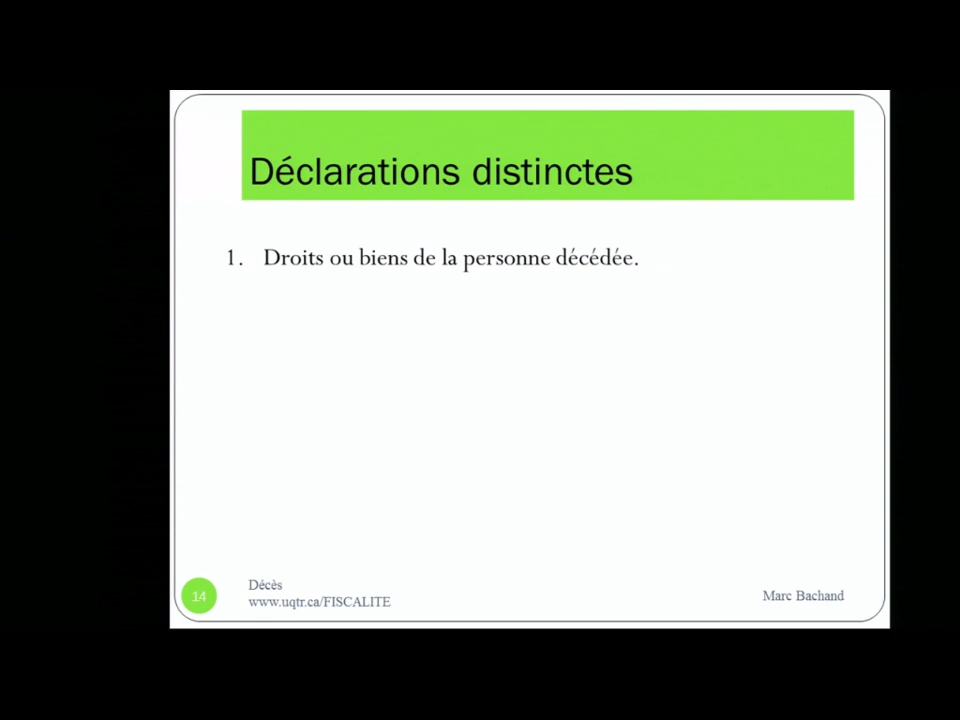 Déclarations distinctes
1. Droits ou biens de la personne décédée.
14
Décès
www.uqtr.ca/FISCALITE
Marc Bachand